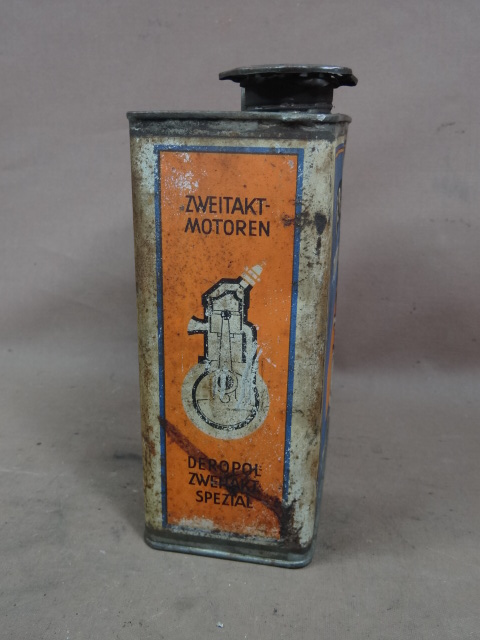 ZWEITAKT-
MOTOREN
DEROPOL-
ZWEITAKT-
SPEZIAL